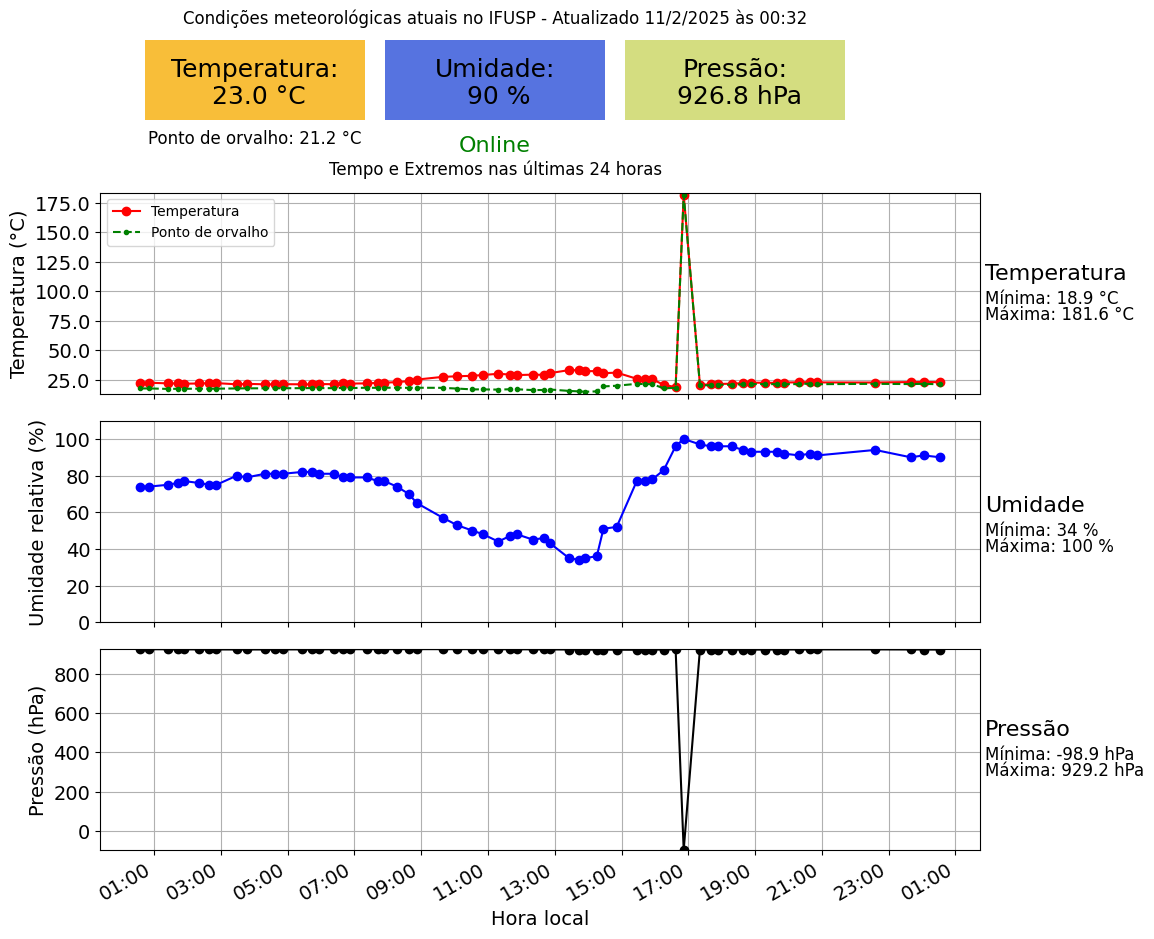 Condições meteorológicas atuais no IFUSP - Atualizado 11/2/2025 às 00:32
Temperatura:
23.0 °C
Umidade:
90 %
Pressão:
926.8 hPa
Ponto de orvalho: 21.2 °C
Online
Tempo e Extremos nas últimas 24 horas
Temperatura (°C)
175.0
150.0
125.0
100.0
75.0
50.0
25.0
Temperatura
Ponto de orvalho
Temperatura
Mínima: 18.9 °C
Máxima: 181.6 °C
Umidade relativa (%)
100
80
60
40
20
0
Umidade
Mínima: 34 %
Máxima: 100 %
Pressão (hPa)
800
600
400
200
0
Pressão
Mínima: -98.9 hPa
Máxima: 929.2 hPa
01:00
03:00
05:00
07:00
09:00
11:00
13:00
15:00
17:00
19:00
21:00
23:00
01:00
Hora local